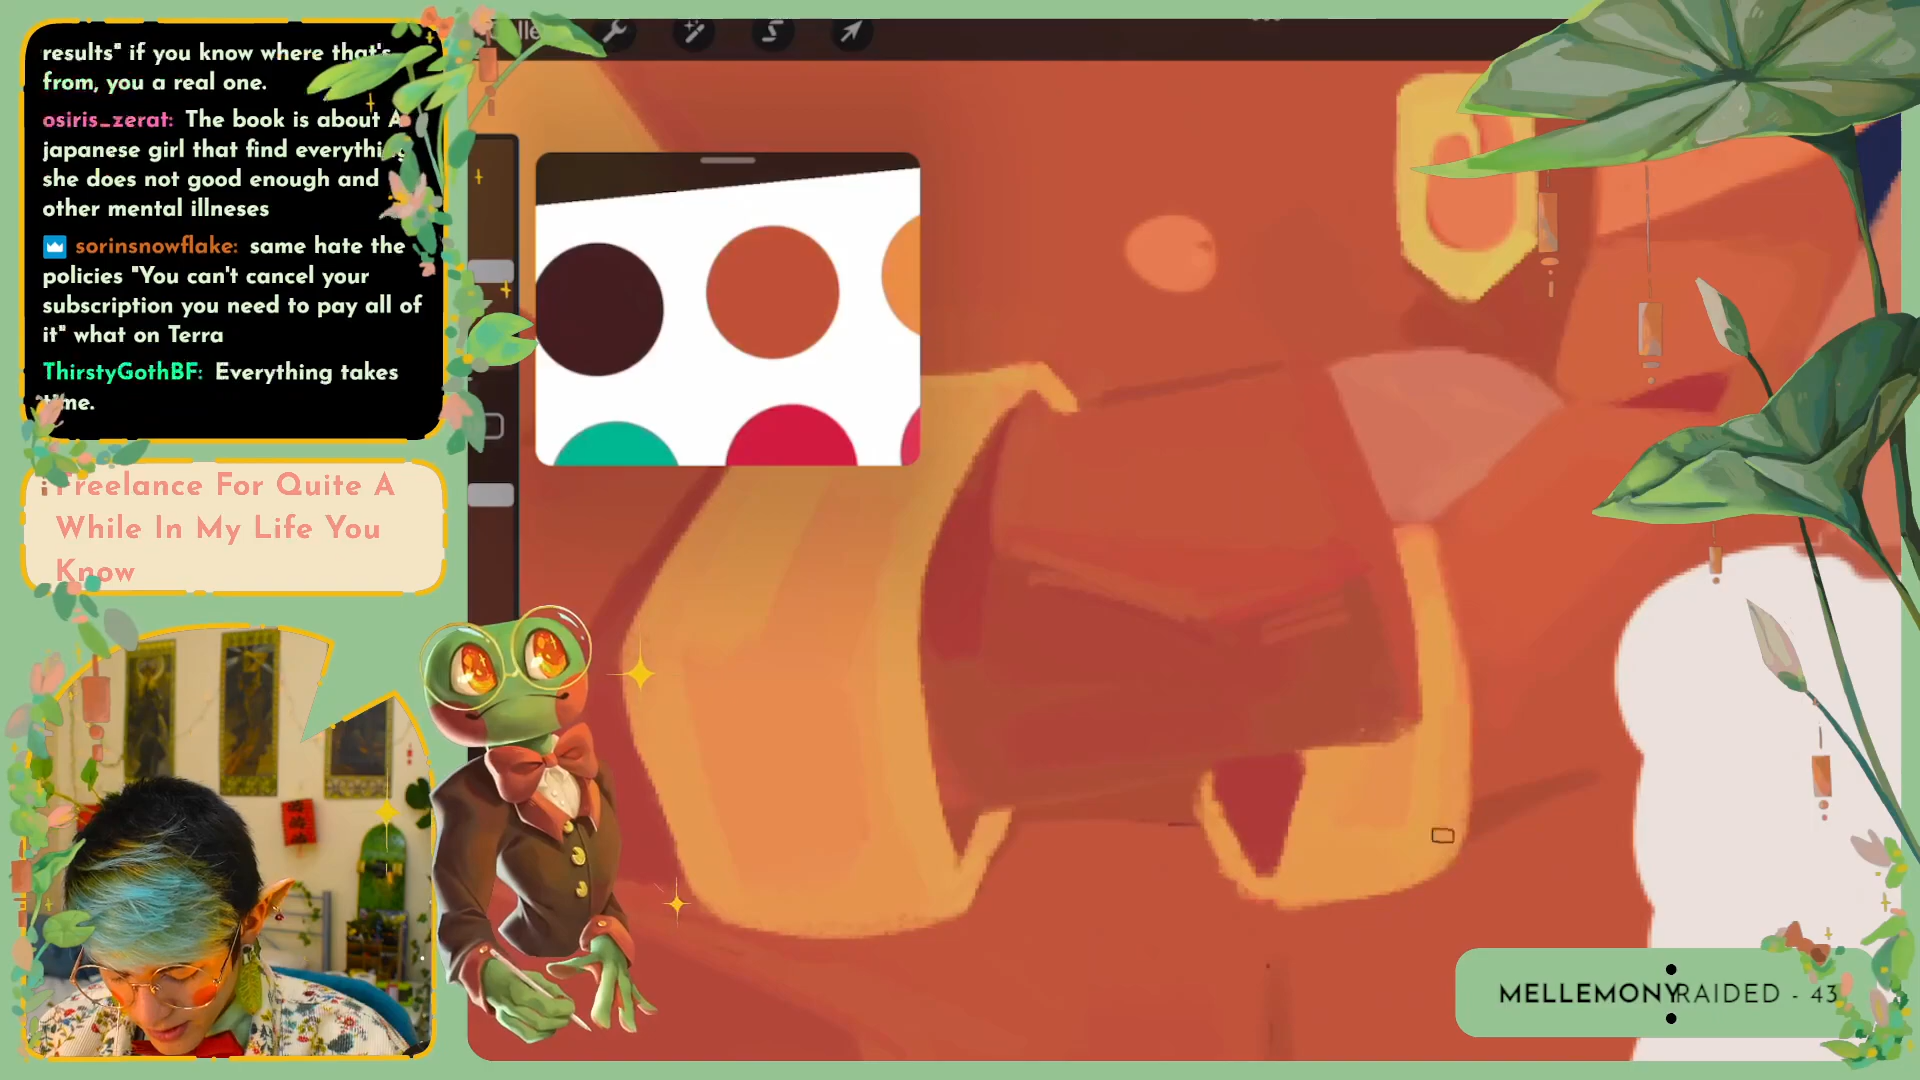 results" if you know where that's
from, you a real one.
osiris_zerat: The book is about A
japanese girl that find everything
she does not good enough and
other mental illneses
sorinsnowflake: same hate the
policies "You can't cancel your
subscription you need to pay all of
it" what on Terra
ThirstyGothBF: Everything takes
time.
Freelance For Quite A
While In My Life You
Know
MELLEMONY RAIDED - 43